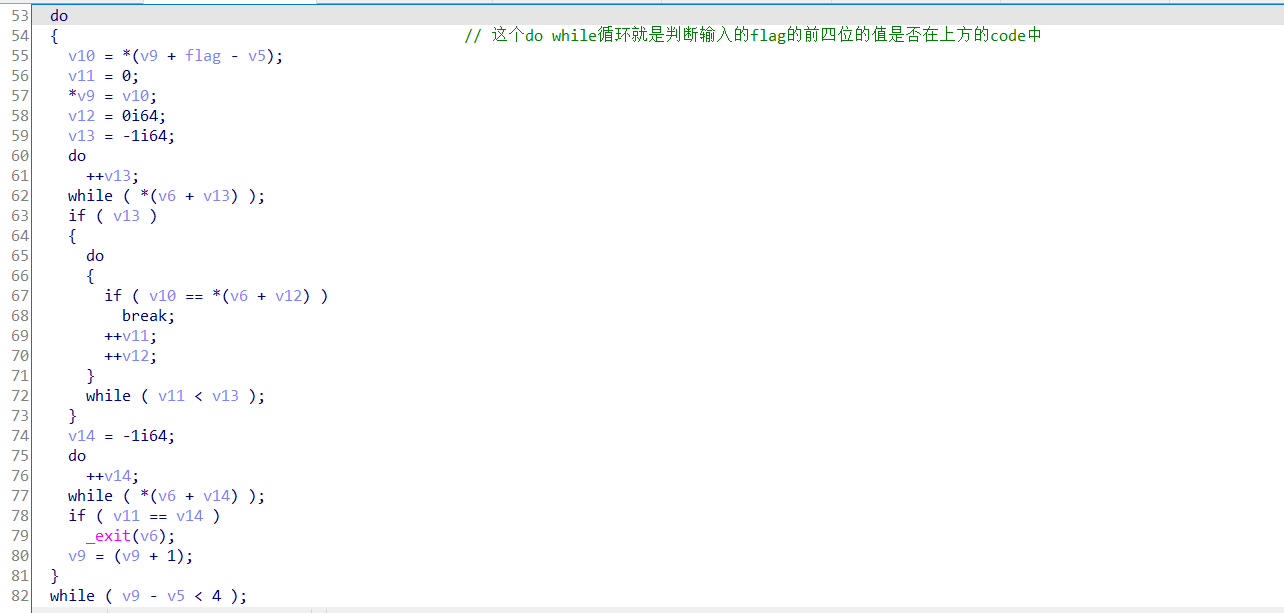 53 do
54 { // 这个do while循环就是判断输入的flag的前四位的值是否在上方的code中
55 v10 = *(v9 + flag - v5);
56 v11 = 0;
57 *v9 = v10;
58 v12 = 0i64;
59 v13 = -1i64;
60 do
61 ++v13;
62 while ( *(v6 + v13) );
63 if ( v13 )
64 {
65 do
66 {
67 if ( v10 == *(v6 + v12) )
68 break;
69 ++v11;
70 ++v12;
71 }
72 while ( v11 < v13 );
73 }
74 v14 = -1i64;
75 do
76 ++v14;
77 while ( *(v6 + v14) );
78 if ( v11 == v14 )
79 _exit(v6);
80 v9 = (v9 + 1);
81 }
82 while ( v9 - v5 < 4 );